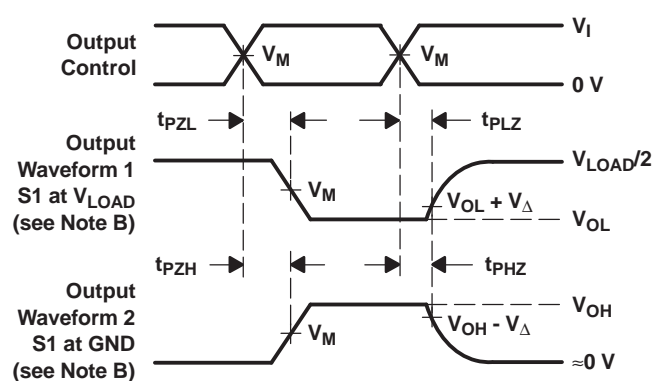 Output
Control
V_M
V_M
V_I
0 V
t_PZL
t_PLZ
Output
Waveform 1
S1 at V_LOAD
(see Note B)
V_M
V_LOAD/2
V_OL + V_Δ
V_OL
t_PZH
t_PHZ
Output
Waveform 2
S1 at GND
(see Note B)
V_M
V_OH
V_OH - V_Δ
≈0 V